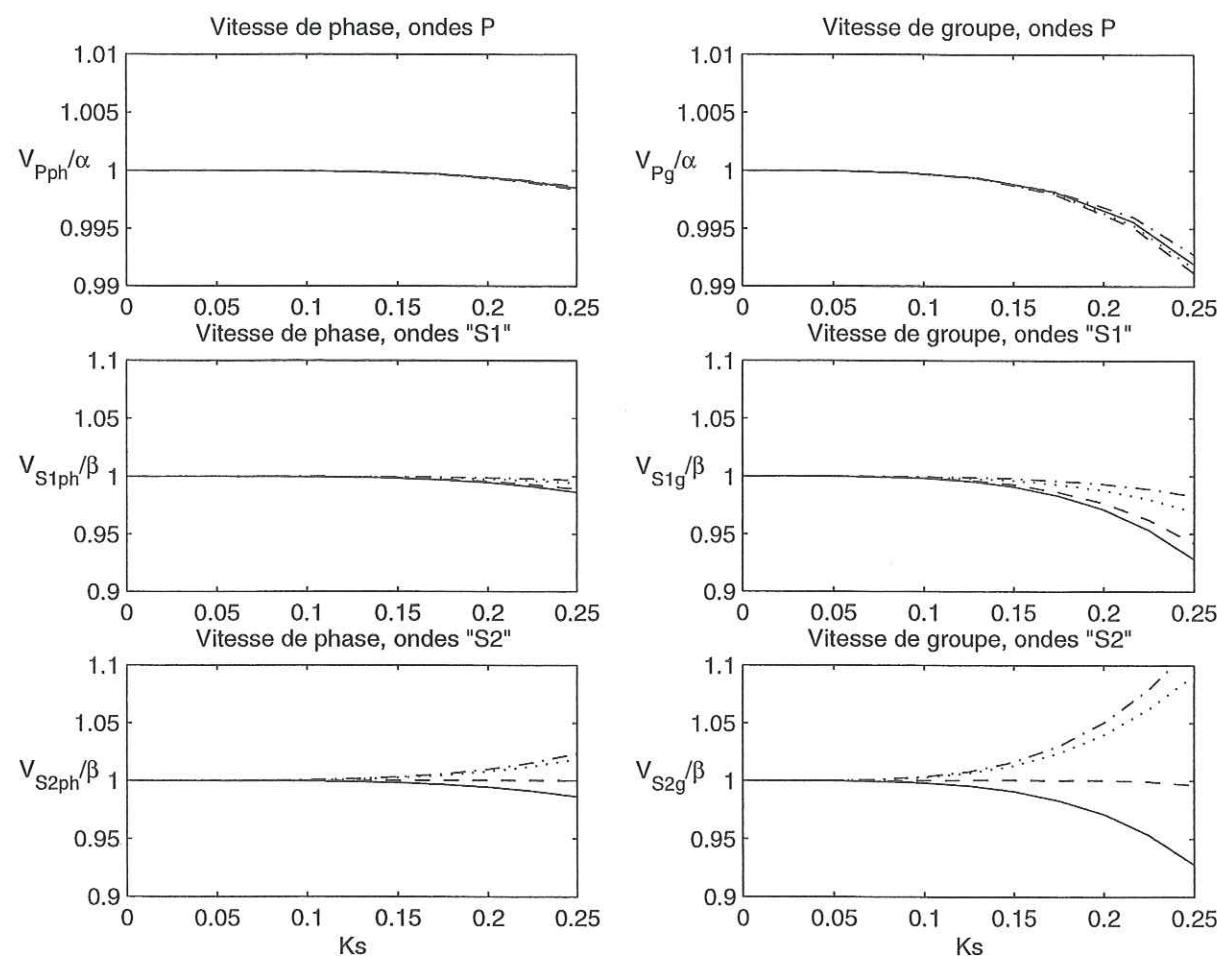 Vitesse de phase, ondes P
1.01
1.005
V_Pph/α 1
0.995
0.99
0 0.05 0.1 0.15 0.2 0.25
Vitesse de groupe, ondes P
1.01
1.005
V_Pg/α 1
0.995
0.99
0 0.05 0.1 0.15 0.2 0.25
Vitesse de phase, ondes "S1"
1.1
1.05
V_S1ph/β 1
0.95
0.9
0 0.05 0.1 0.15 0.2 0.25
Vitesse de groupe, ondes "S1"
1.1
1.05
V_S1g/β 1
0.95
0.9
0 0.05 0.1 0.15 0.2 0.25
Vitesse de phase, ondes "S2"
1.1
1.05
V_S2ph/β 1
0.95
0.9
0 0.05 0.1 0.15 0.2 0.25
Ks
Vitesse de groupe, ondes "S2"
1.1
1.05
V_S2g/β 1
0.95
0.9
0 0.05 0.1 0.15 0.2 0.25
Ks